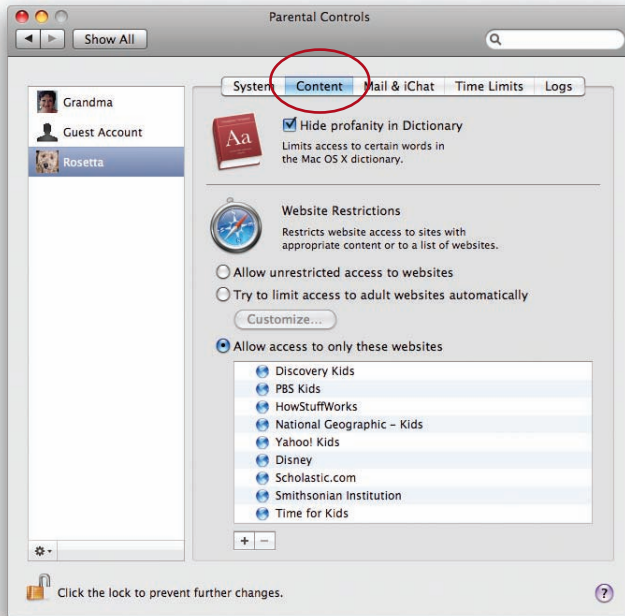 Parental Controls
Show All
System Content Mail & iChat Time Limits Logs
Grandma
Guest Account
Rosetta
Aa
Hide profanity in Dictionary
Limits access to certain words in
the Mac OS X dictionary.
Website Restrictions
Restricts website access to sites with
appropriate content or to a list of websites.
Allow unrestricted access to websites
Try to limit access to adult websites automatically
Customize...
Allow access to only these websites
Discovery Kids
PBS Kids
HowStuffWorks
National Geographic – Kids
Yahoo! Kids
Disney
Scholastic.com
Smithsonian Institution
Time for Kids
+ −
Click the lock to prevent further changes.
?